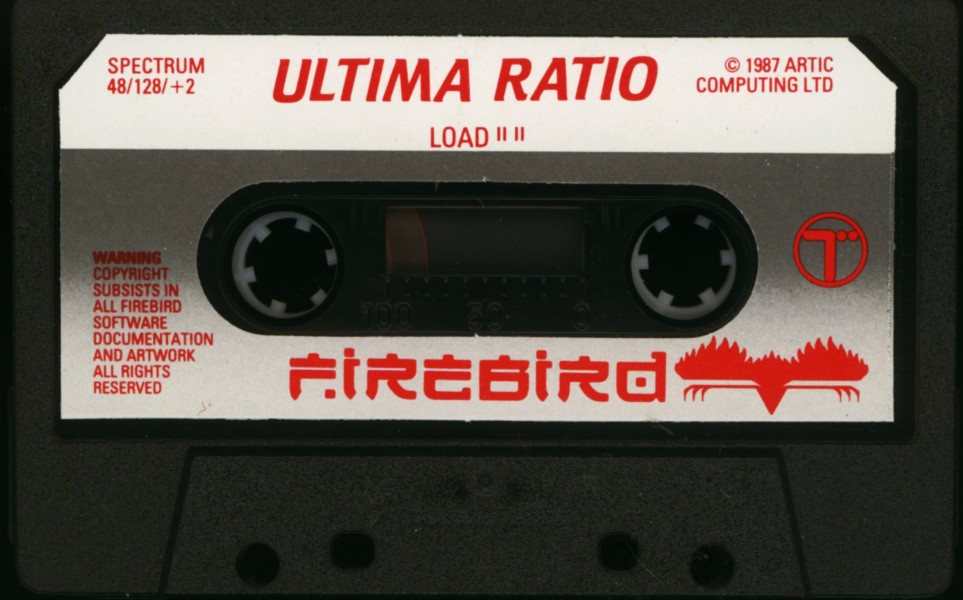 SPECTRUM
48/128/+2
ULTIMA RATIO
© 1987 ARTIC
COMPUTING LTD
LOAD " "
WARNING
COPYRIGHT
SUBSISTS IN
ALL FIREBIRD
SOFTWARE
DOCUMENTATION
AND ARTWORK
ALL RIGHTS
RESERVED
100 50 0
FIREBIRD